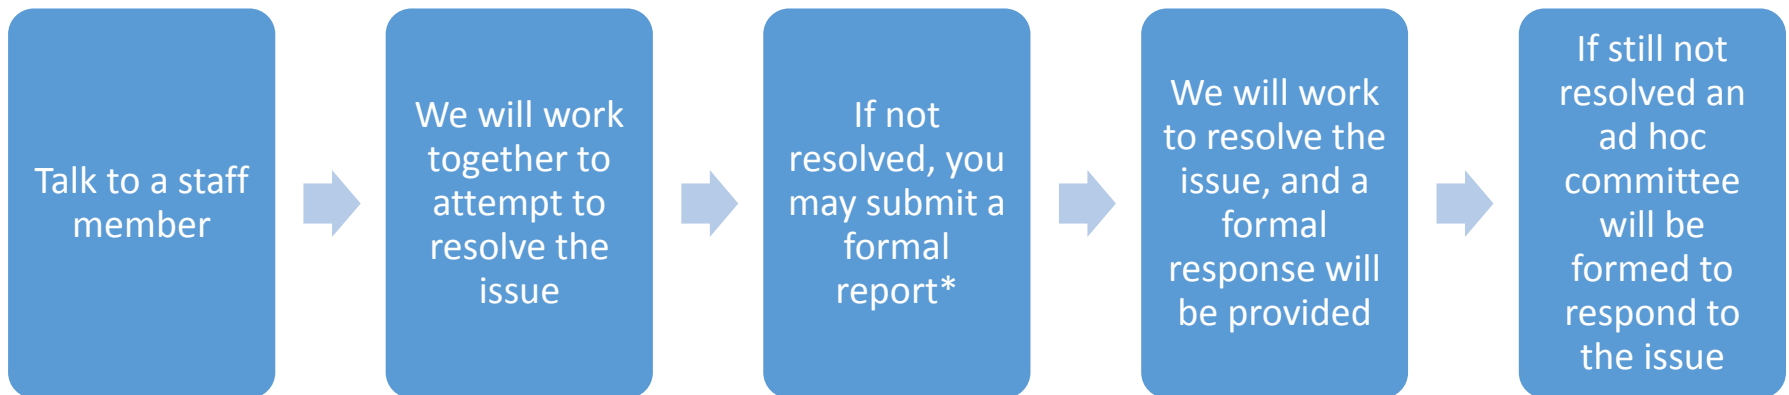 Talk to a staff
member
We will work
together to
attempt to
resolve the
issue
If not
resolved, you
may submit a
formal
report*
We will work
to resolve the
issue, and a
formal
response will
be provided
If still not
resolved an
ad hoc
committee
will be
formed to
respond to
the issue